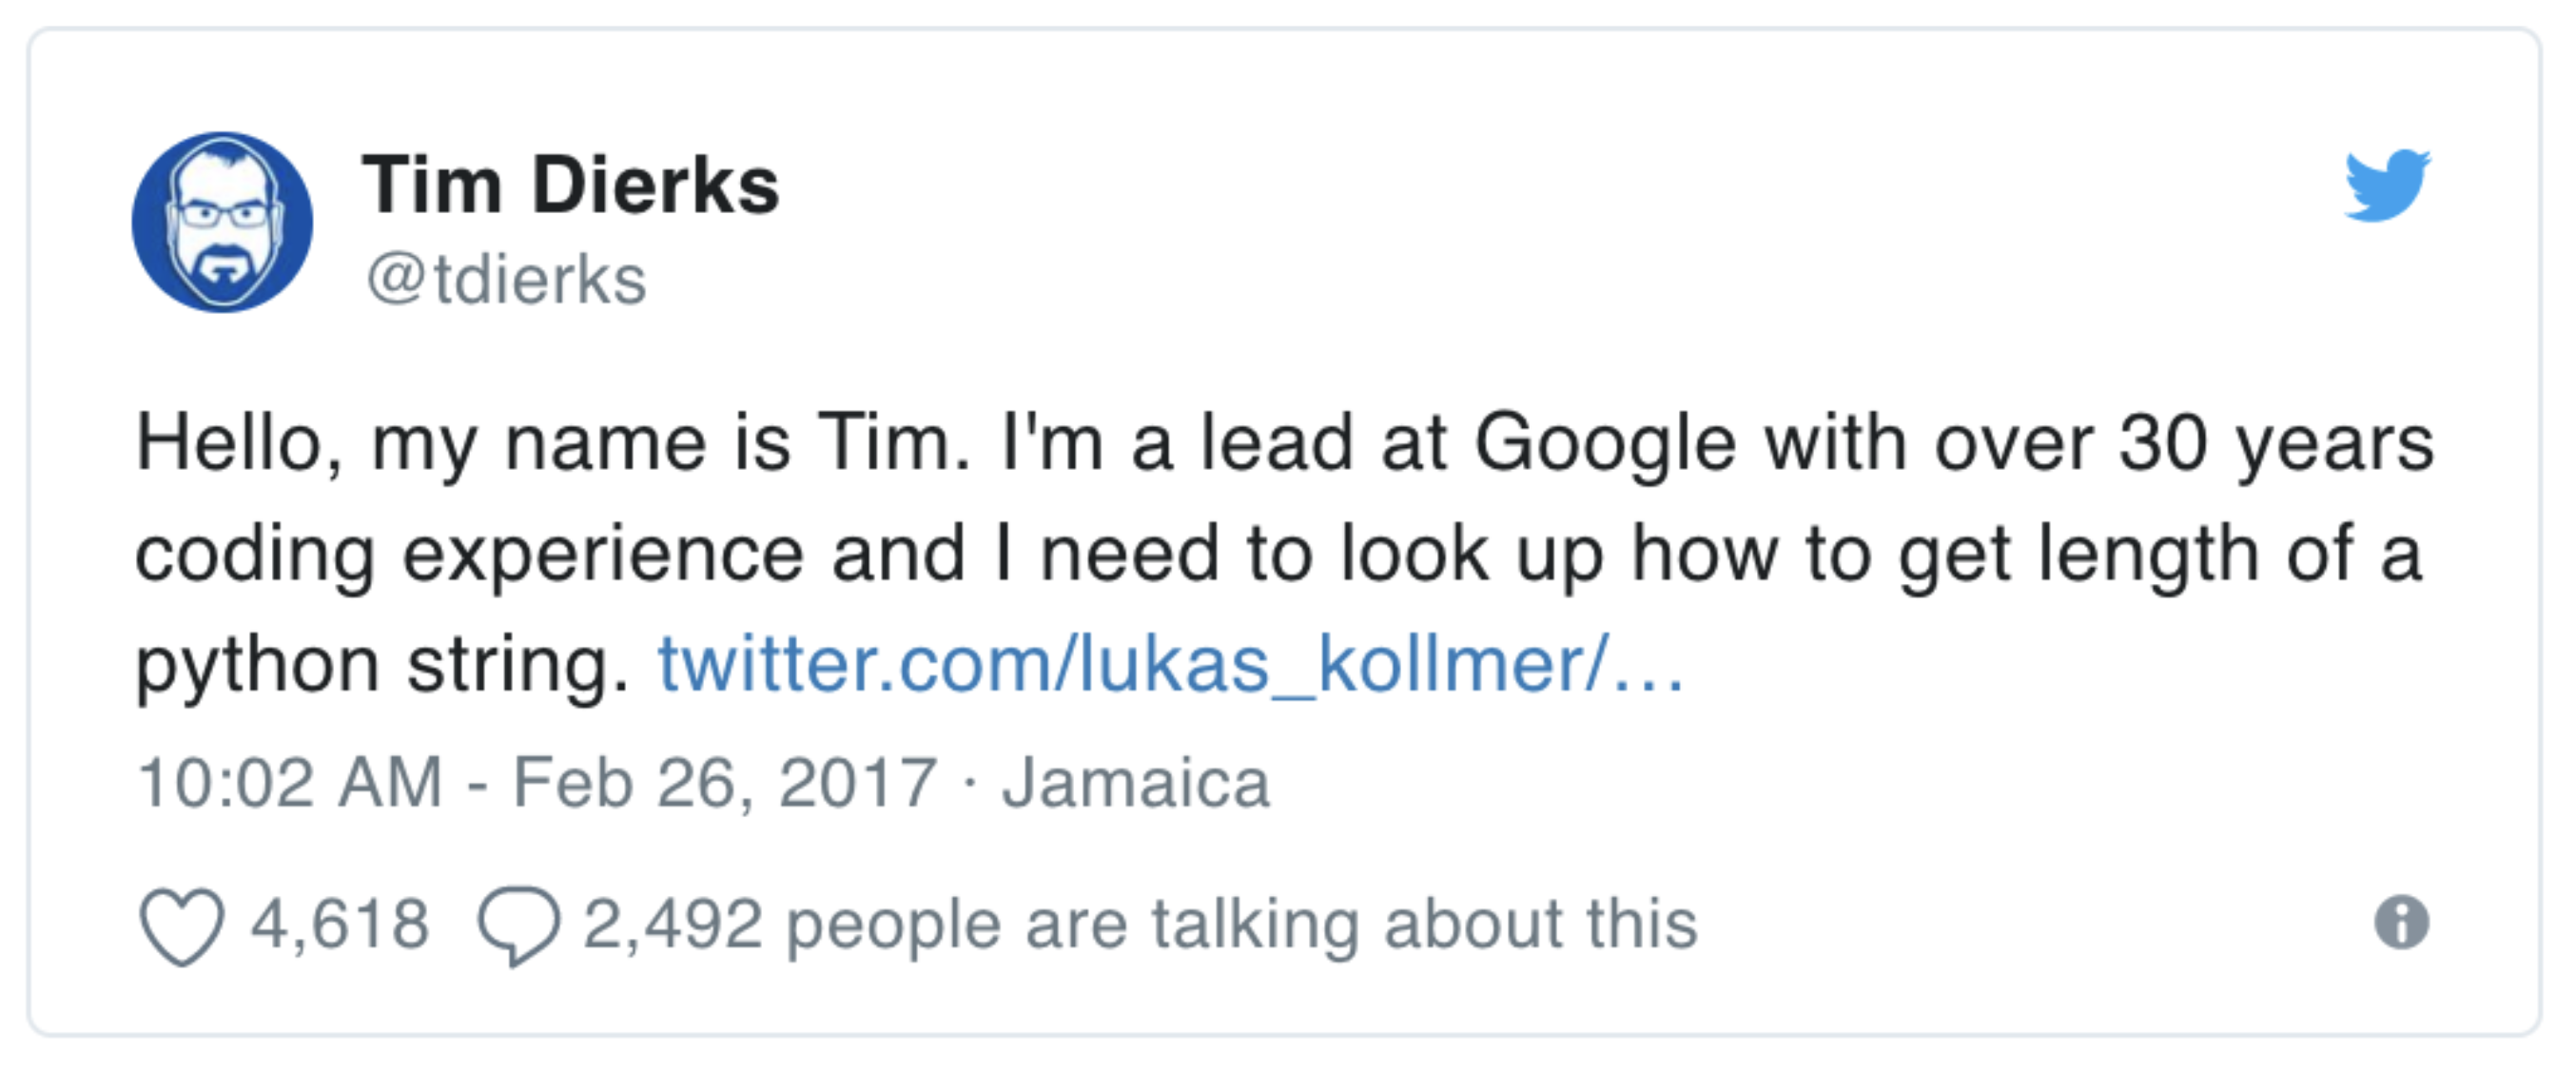 Tim Dierks
@tdierks
Hello, my name is Tim. I'm a lead at Google with over 30 years
coding experience and I need to look up how to get length of a
python string. twitter.com/lukas_kollmer/…
10:02 AM - Feb 26, 2017 · Jamaica
4,618 2,492 people are talking about this